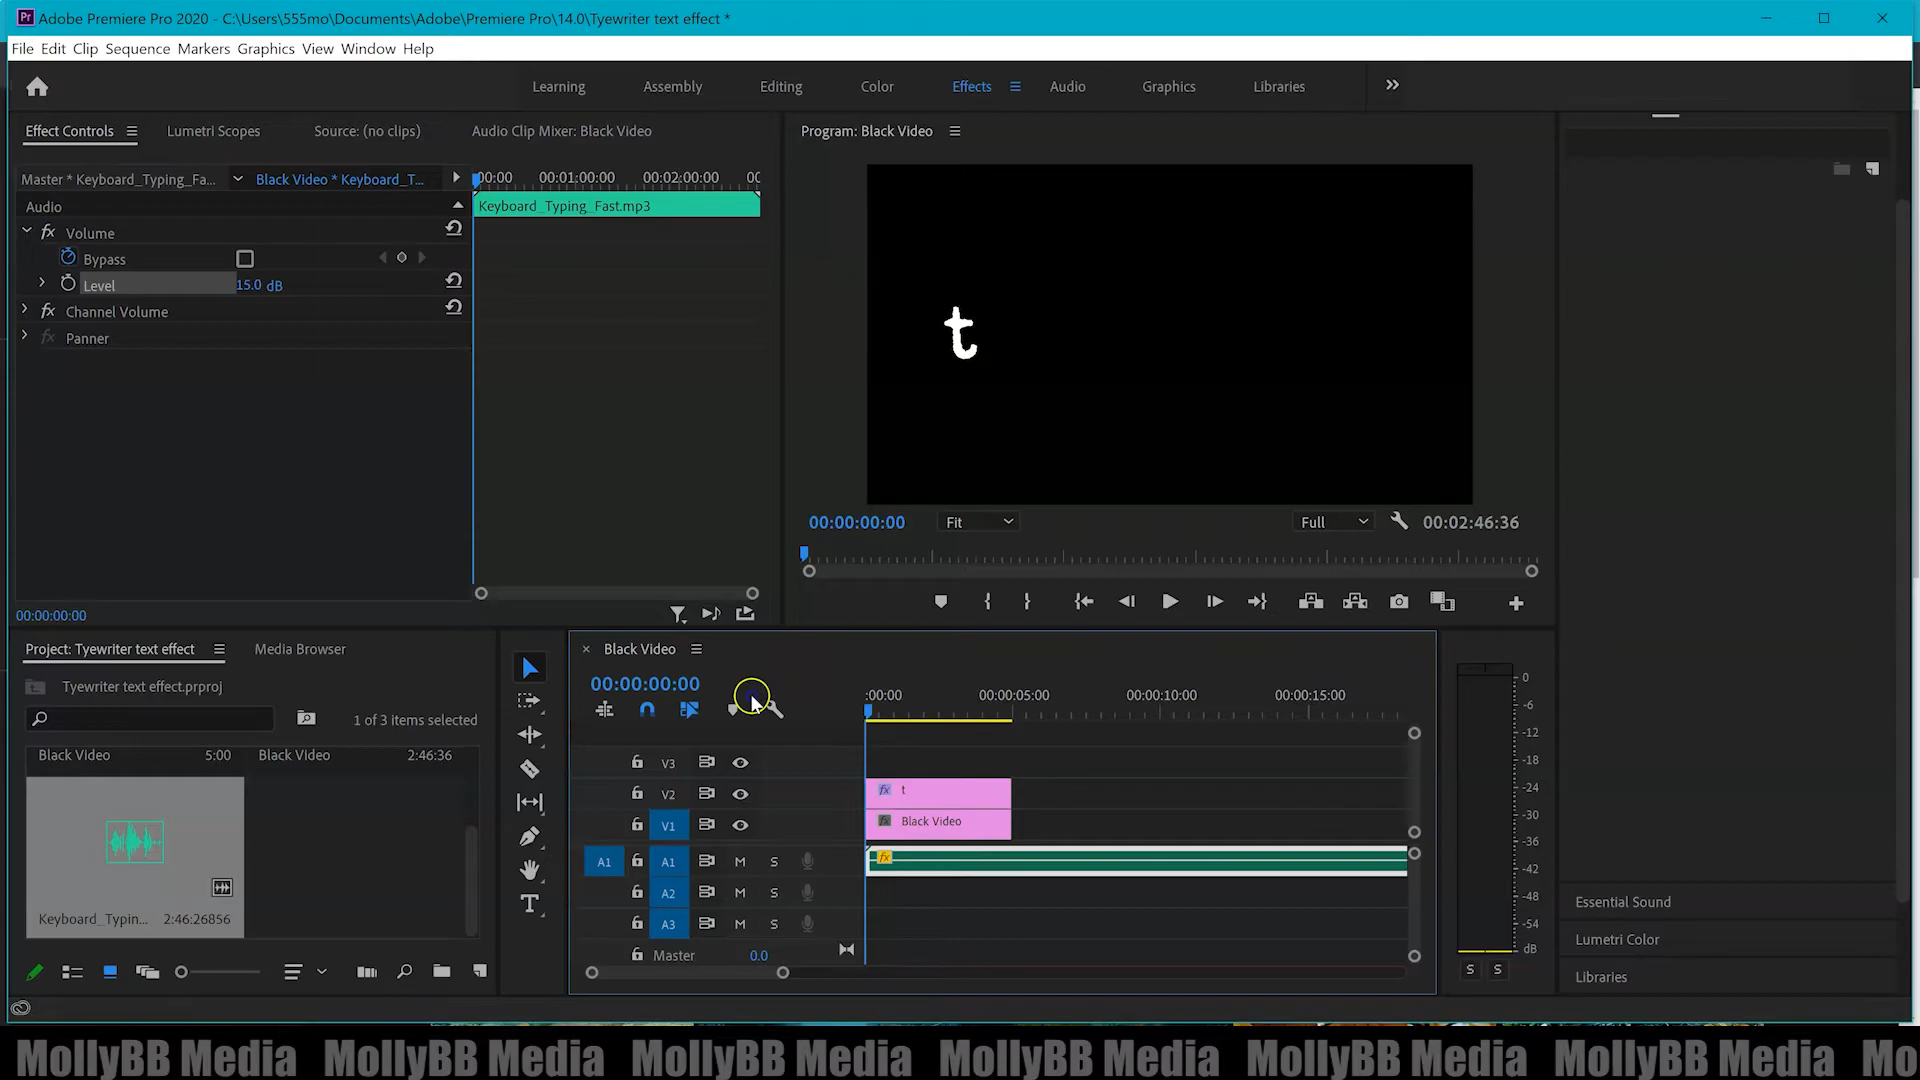 Pr Adobe Premiere Pro 2020 - C:\Users\555mo\Documents\Adobe\Premiere Pro\14.0\Tyewriter text effect *
File Edit Clip Sequence Markers Graphics View Window Help
Learning Assembly Editing Color Effects Audio Graphics Libraries
Effect Controls Lumetri Scopes Source: (no clips) Audio Clip Mixer: Black Video
Program: Black Video
Master * Keyboard_Typing_Fa... Black Video * Keyboard_T...
:00:00 00:01:00:00 00:02:00:00 00
Audio
Keyboard_Typing_Fast.mp3
fx Volume
Bypass
Level 15.0 dB
fx Channel Volume
fx Panner
t
00:00:00:00 Fit Full 00:02:46:36
00:00:00:00
Project: Tyewriter text effect Media Browser
Tyewriter text effect.prproj
1 of 3 items selected
Black Video 5:00 Black Video 2:46:36
Keyboard_Typin... 2:46:26856
Black Video
00:00:00:00
:00:00 00:00:05:00 00:00:10:00 00:00:15:00
V3
V2 fx t
V1 fx Black Video
A1 A1 M S fx
A2 M S
A3 M S
Master 0.0
0
-6
-12
-18
-24
-30
-36
-42
-48
-54
dB
S S
Essential Sound
Lumetri Color
Libraries
MollyBB Media MollyBB Media MollyBB Media MollyBB Media MollyBB Media MollyBB Media Mo